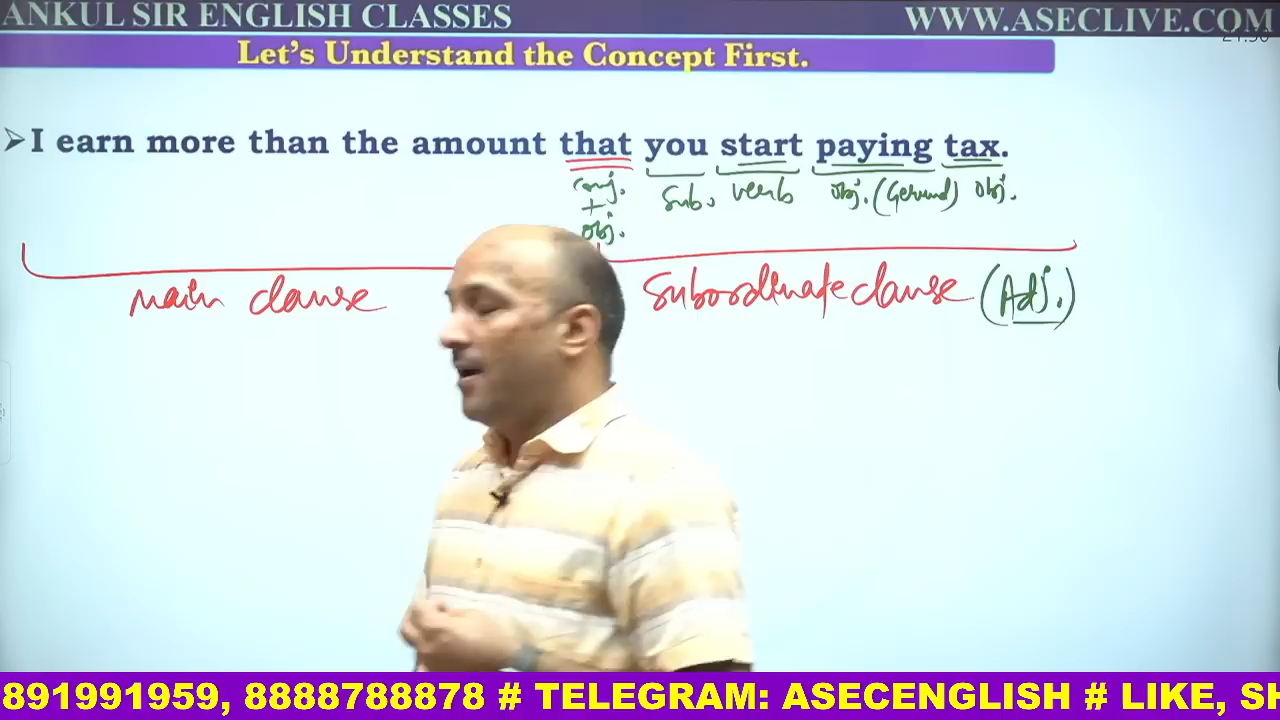 ANKUL SIR ENGLISH CLASSES WWW.ASECLIVE.COM
Let's Understand the Concept First.
➢I earn more than the amount that you start paying tax.
conj. + obj. Sub. verb obj. (Gerund) obj.
main clause Subordinate clause (Adj.)
891991959, 8888788878 # TELEGRAM: ASECENGLISH # LIKE, SH